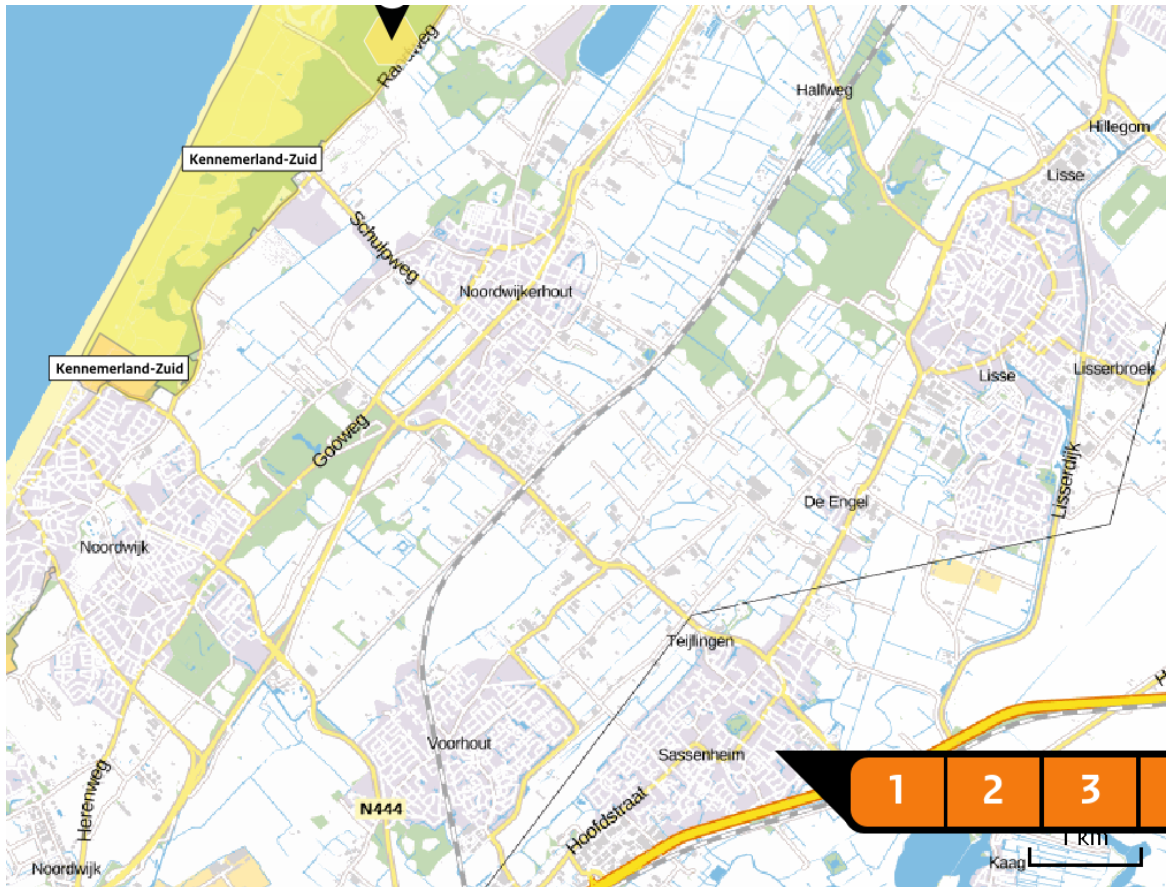 Randweg
Halfweg
Hillegom
Kennemerland-Zuid
Lisse
Schulpweg
Noordwijkerhout
Kennemerland-Zuid
Lisse
Lisserbroek
Gooweg
Lisserdijk
De Engel
Noordwijk
Teijlingen
Voorhout
Sassenheim
Herenweg
N444
Hoofdstraat
1 2 3
1 km
Noordwijk
Kaag